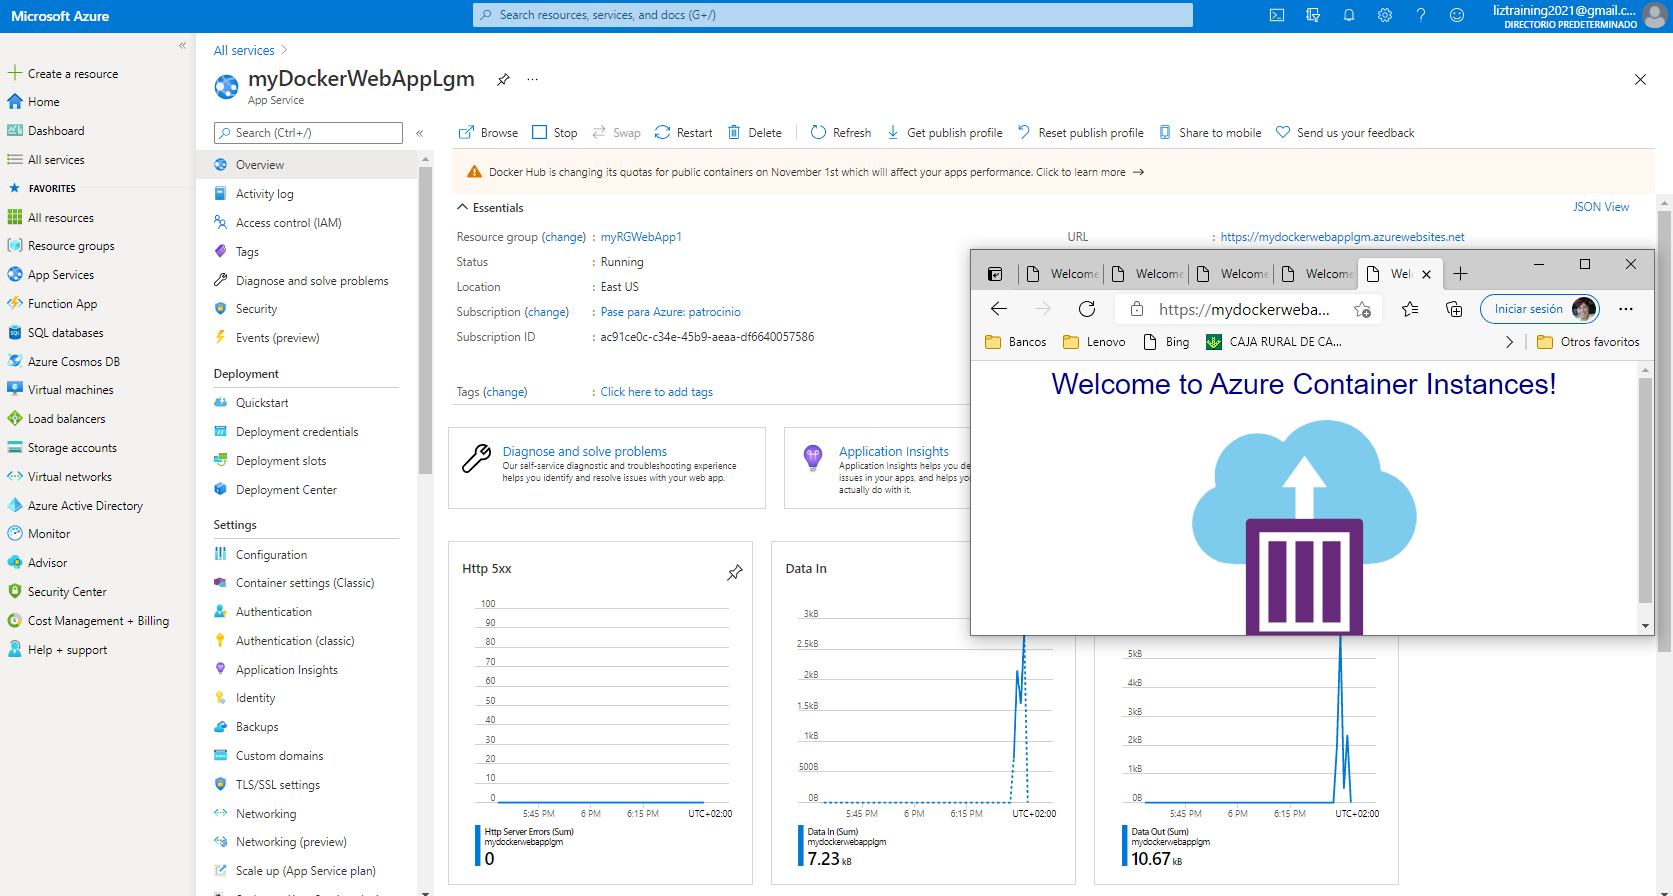 Microsoft Azure
Search resources, services, and docs (G+/)
liztraining2021@gmail.c...
DIRECTORIO PREDETERMINADO
Create a resource
Home
Dashboard
All services
FAVORITES
All resources
Resource groups
App Services
Function App
SQL databases
Azure Cosmos DB
Virtual machines
Load balancers
Storage accounts
Virtual networks
Azure Active Directory
Monitor
Advisor
Security Center
Cost Management + Billing
Help + support
All services
myDockerWebAppLgm
App Service
Search (Ctrl+/)
Overview
Activity log
Access control (IAM)
Tags
Diagnose and solve problems
Security
Events (preview)
Deployment
Quickstart
Deployment credentials
Deployment slots
Deployment Center
Settings
Configuration
Container settings (Classic)
Authentication
Authentication (classic)
Application Insights
Identity
Backups
Custom domains
TLS/SSL settings
Networking
Networking (preview)
Scale up (App Service plan)
Browse Stop Swap Restart Delete Refresh Get publish profile Reset publish profile Share to mobile Send us your feedback
Docker Hub is changing its quotas for public containers on November 1st which will affect your apps performance. Click to learn more →
Essentials
JSON View
Resource group (change) : myRGWebApp1
URL : https://mydockerwebapplgm.azurewebsites.net
Status : Running
Location : East US
Subscription (change) : Pase para Azure: patrocinio
Subscription ID : ac91ce0c-c34e-45b9-aeaa-df6640057586
Tags (change) : Click here to add tags
Diagnose and solve problems
Our self-service diagnostic and troubleshooting experience
helps you identify and resolve issues with your web app.
Application Insights
Application Insights helps you de
issues in your apps, and helps you
actually do with it.
Http 5xx
100
90
80
70
60
50
40
30
20
10
0
5:45 PM 6 PM 6:15 PM UTC+02:00
Http Server Errors (Sum)
mydockerwebapplgm
0
Data In
3kB
2.5kB
2kB
1.5kB
1kB
500B
0B
5:45 PM 6 PM 6:15 PM UTC+02:00
Data In (Sum)
mydockerwebapplgm
7.23 kB
5kB
4kB
3kB
2kB
1kB
0B
5:45 PM 6 PM 6:15 PM UTC+02:00
Data Out (Sum)
mydockerwebapplgm
10.67 kB
Welcome Welcome Welcome Welcome Wel
https://mydockerweba...
Iniciar sesión
Bancos Lenovo Bing CAJA RURAL DE CA... Otros favoritos
Welcome to Azure Container Instances!